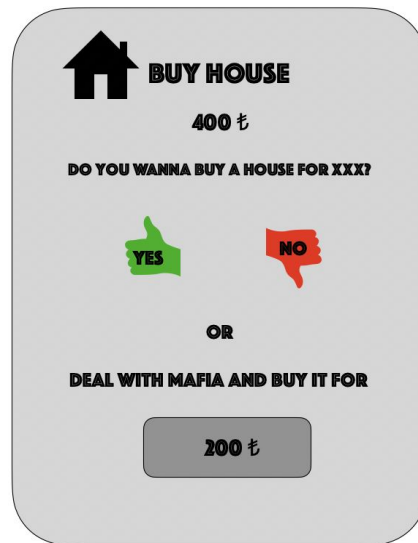 BUY HOUSE
400 ₺
DO YOU WANNA BUY A HOUSE FOR XXX?
YES
NO
OR
DEAL WITH MAFIA AND BUY IT FOR
200 ₺